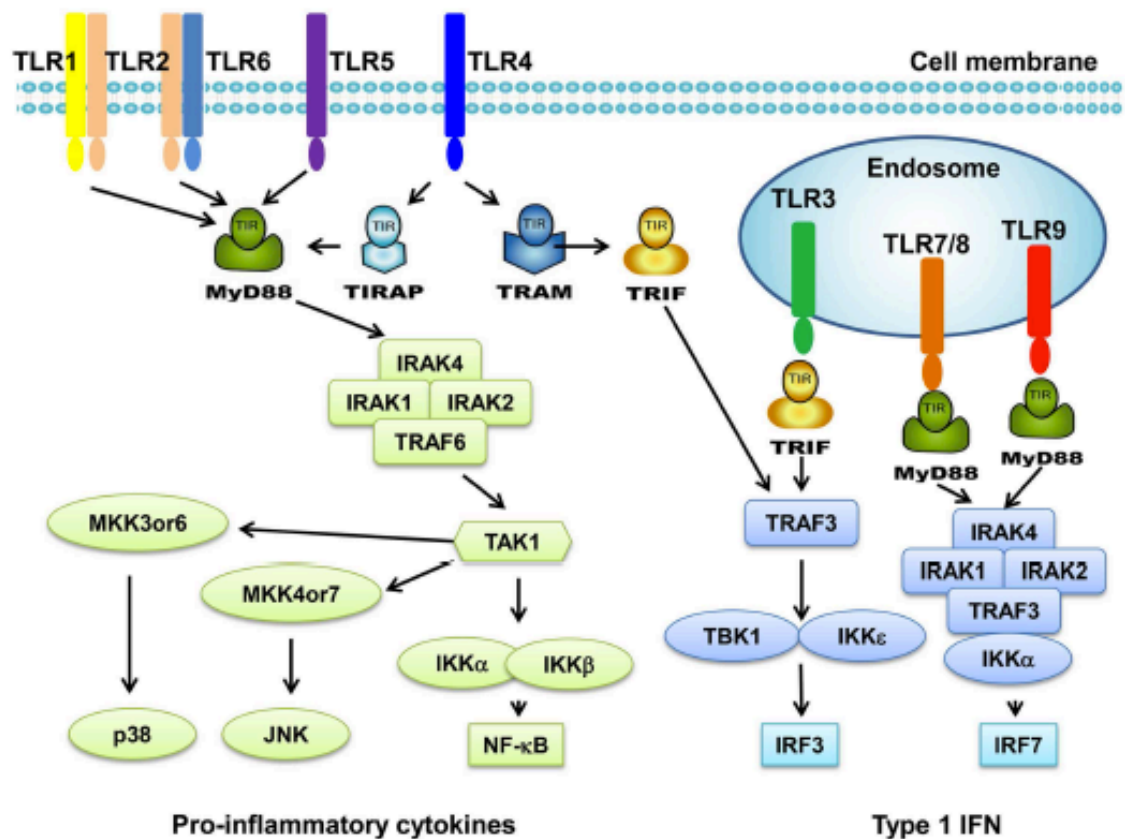 TLR1 TLR2 TLR6 TLR5 TLR4 Cell membrane
Endosome
TLR3
TLR7/8
TLR9
TIR TIR TIR TIR
MyD88 TIRAP TRAM TRIF
TIR
TRIF
TIR
MyD88
TIR
MyD88
IRAK4
IRAK1 IRAK2
TRAF6
MKK3or6
TAK1
MKK4or7
IKKα IKKβ
p38 JNK NF-κB
TRAF3
TBK1 IKKε
IRF3
IRAK4
IRAK1 IRAK2
TRAF3
IKKα
IRF7
Pro-inflammatory cytokines Type 1 IFN